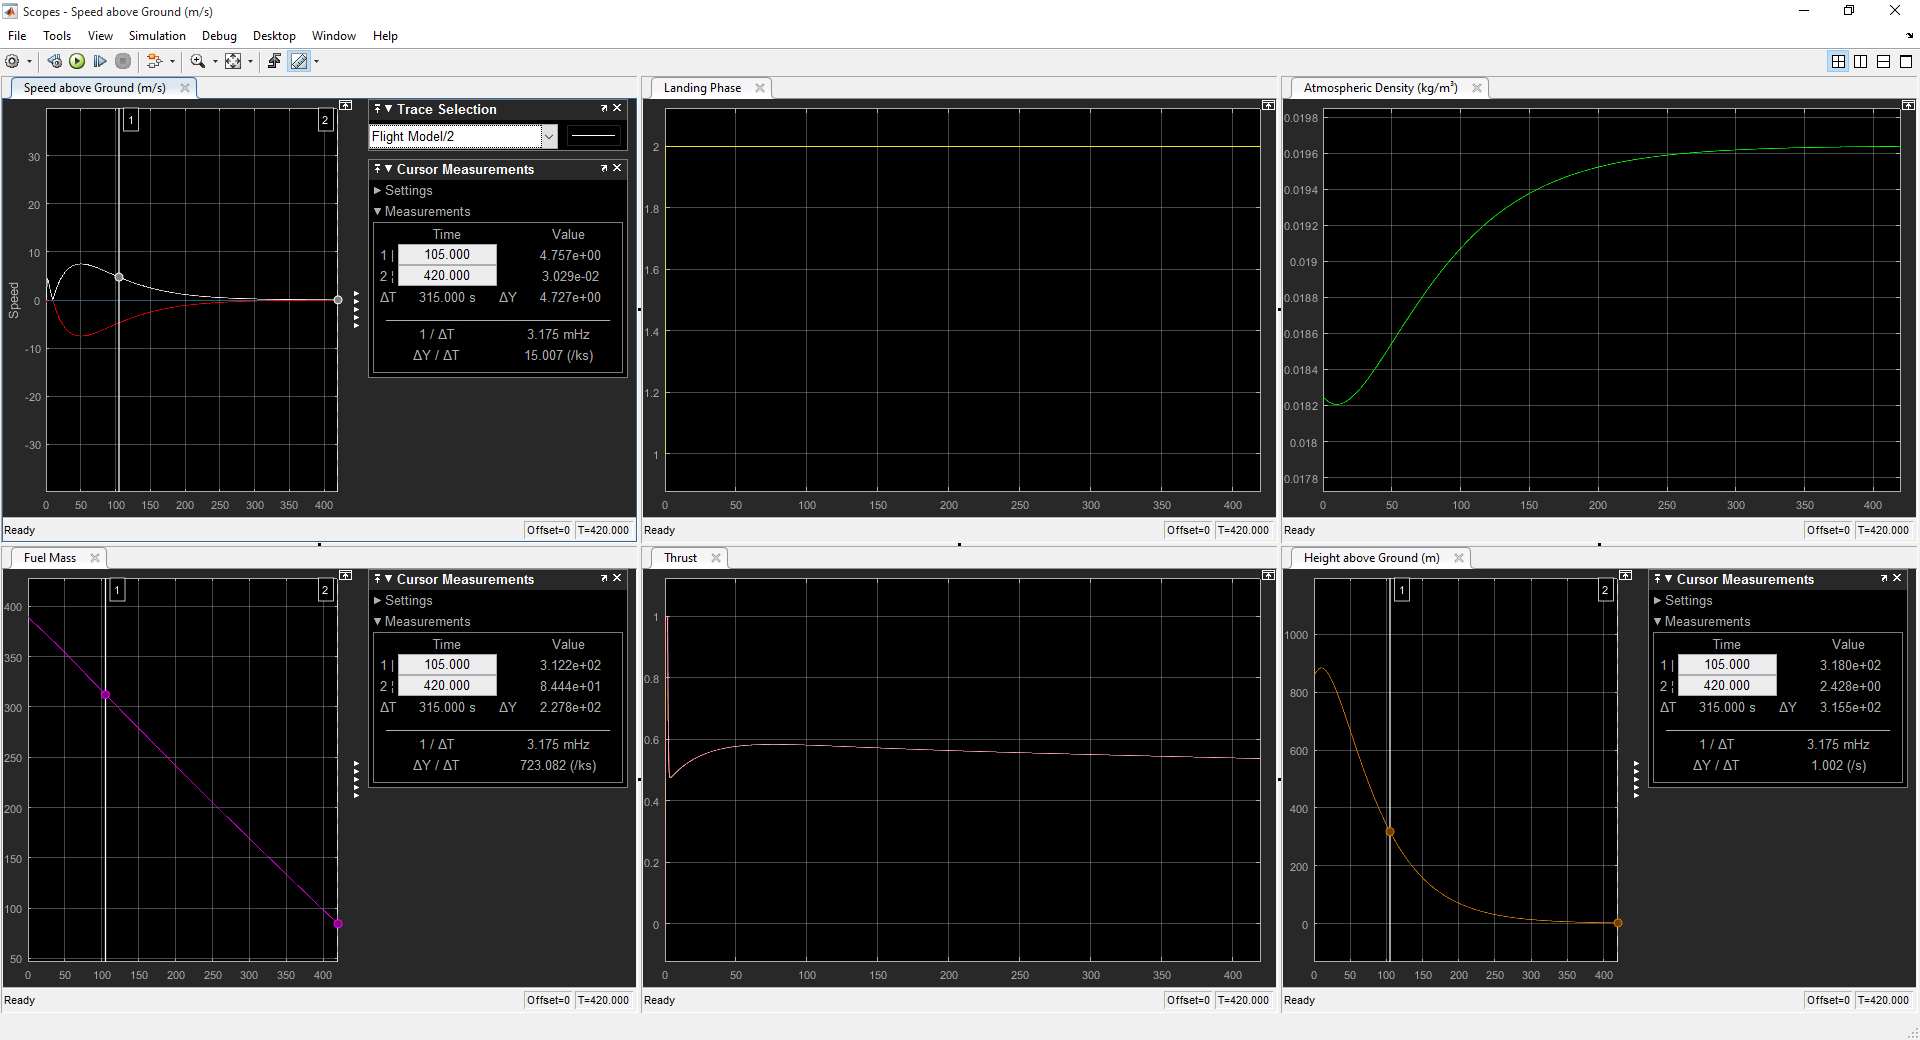 Scopes - Speed above Ground (m/s)
File Tools View Simulation Debug Desktop Window Help
Speed above Ground (m/s)
1 2
30
20
10
0
-10
-20
-30
Speed
0 50 100 150 200 250 300 350 400
Trace Selection
Flight Model/2
Cursor Measurements
Settings
Measurements
Time Value
1 | 105.000 4.757e+00
2 ¦ 420.000 3.029e-02
ΔT 315.000 s ΔY 4.727e+00
1 / ΔT 3.175 mHz
ΔY / ΔT 15.007 (/ks)
Ready Offset=0 T=420.000
Landing Phase
2
1.8
1.6
1.4
1.2
1
0 50 100 150 200 250 300 350 400
Ready Offset=0 T=420.000
Atmospheric Density (kg/m³)
0.0198
0.0196
0.0194
0.0192
0.019
0.0188
0.0186
0.0184
0.0182
0.018
0.0178
0 50 100 150 200 250 300 350 400
Ready Offset=0 T=420.000
Fuel Mass
1 2
400
350
300
250
200
150
100
50
0 50 100 150 200 250 300 350 400
Cursor Measurements
Settings
Measurements
Time Value
1 | 105.000 3.122e+02
2 ¦ 420.000 8.444e+01
ΔT 315.000 s ΔY 2.278e+02
1 / ΔT 3.175 mHz
ΔY / ΔT 723.082 (/ks)
Ready Offset=0 T=420.000
Thrust
1
0.8
0.6
0.4
0.2
0
0 50 100 150 200 250 300 350 400
Ready Offset=0 T=420.000
Height above Ground (m)
1 2
1000
800
600
400
200
0
0 50 100 150 200 250 300 350 400
Cursor Measurements
Settings
Measurements
Time Value
1 | 105.000 3.180e+02
2 ¦ 420.000 2.428e+00
ΔT 315.000 s ΔY 3.155e+02
1 / ΔT 3.175 mHz
ΔY / ΔT 1.002 (/s)
Ready Offset=0 T=420.000